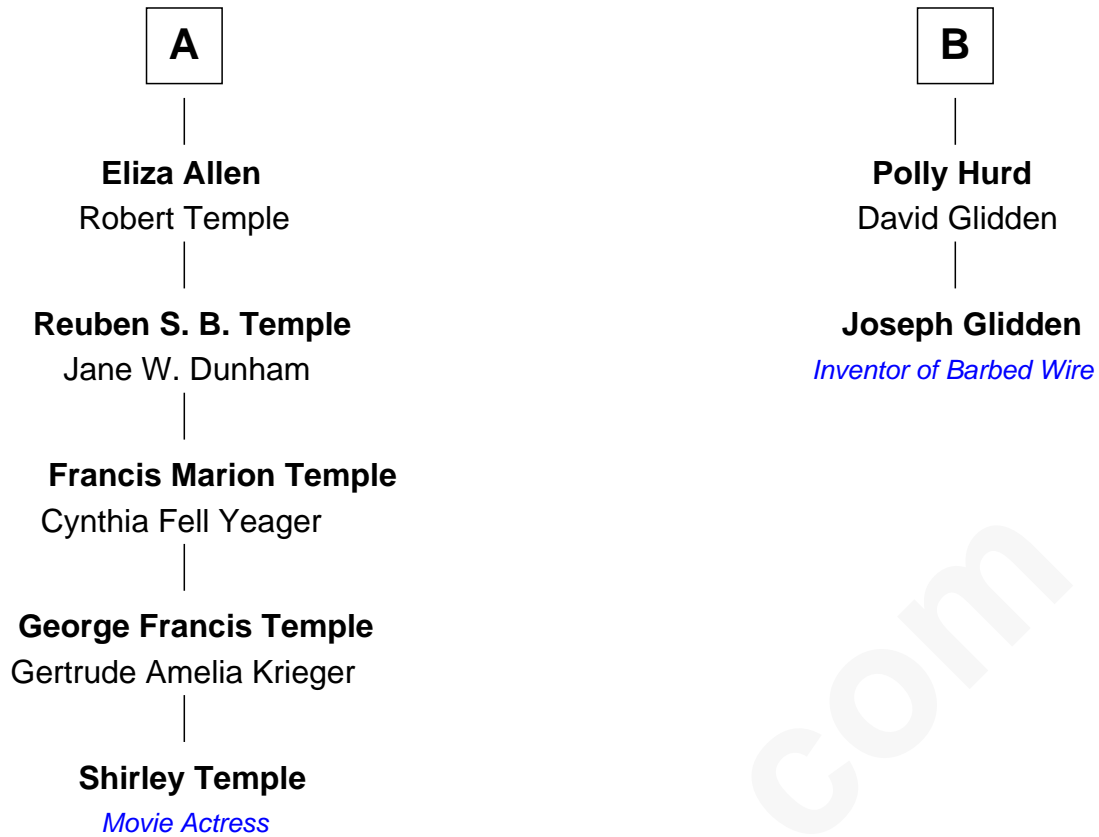 A
Eliza Allen
Robert Temple
Reuben S. B. Temple
Jane W. Dunham
Francis Marion Temple
Cynthia Fell Yeager
George Francis Temple
Gertrude Amelia Krieger
Shirley Temple
Movie Actress
B
Polly Hurd
David Glidden
Joseph Glidden
Inventor of Barbed Wire
com